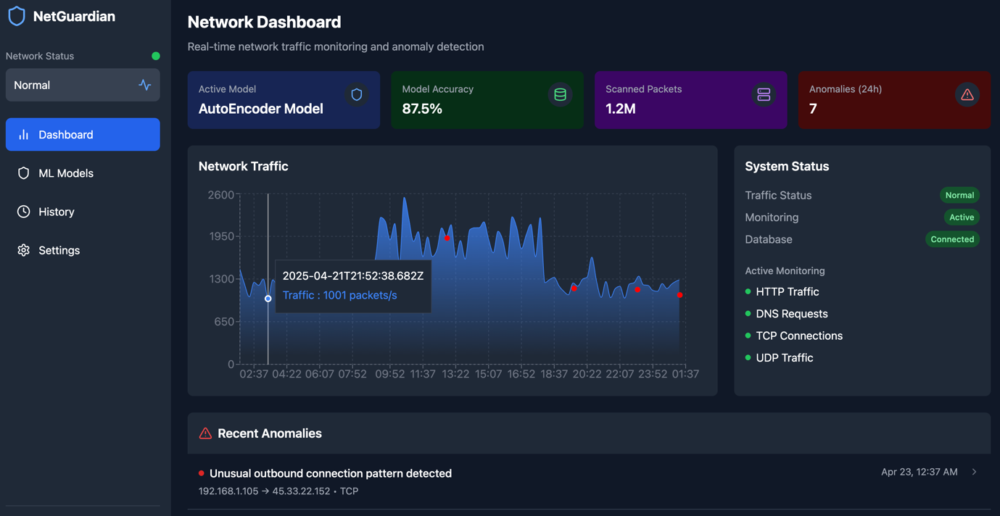 NetGuardian
Network Status
Normal
Dashboard
ML Models
History
Settings
Network Dashboard
Real-time network traffic monitoring and anomaly detection
Active Model
AutoEncoder Model
Model Accuracy
87.5%
Scanned Packets
1.2M
Anomalies (24h)
7
Network Traffic
2600
1950
1300
650
0
2025-04-21T21:52:38.682Z
Traffic : 1001 packets/s
02:37 04:22 06:07 07:52 09:52 11:37 13:22 15:07 16:52 18:37 20:22 22:07 23:52 01:37
System Status
Traffic Status Normal
Monitoring Active
Database Connected
Active Monitoring
HTTP Traffic
DNS Requests
TCP Connections
UDP Traffic
Recent Anomalies
Unusual outbound connection pattern detected
Apr 23, 12:37 AM
192.168.1.105 → 45.33.22.152 • TCP